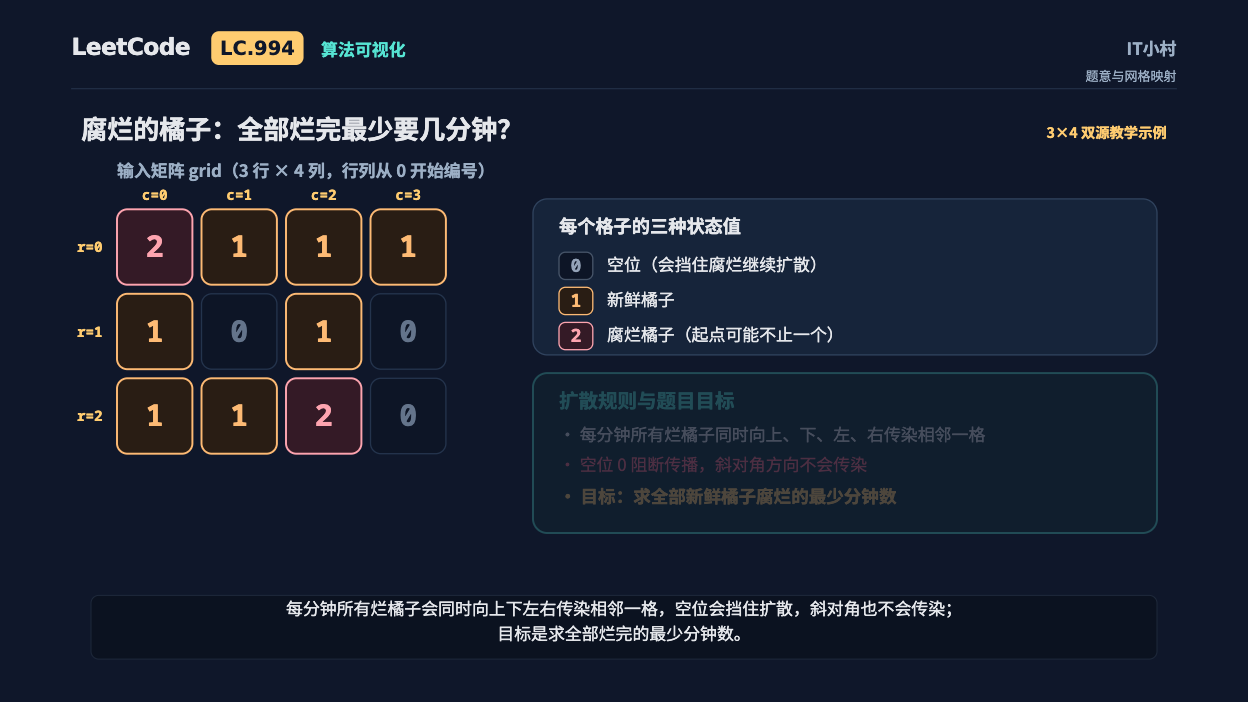 LeetCode LC.994 算法可视化
IT小村
题意与网格映射
腐烂的橘子：全部烂完最少要几分钟？
3×4 双源教学示例
输入矩阵 grid（3 行 × 4 列，行列从 0 开始编号）
c=0 c=1 c=2 c=3
r=0 2 1 1 1
r=1 1 0 1 0
r=2 1 1 2 0
每个格子的三种状态值
0 空位（会挡住腐烂继续扩散）
1 新鲜橘子
2 腐烂橘子（起点可能不止一个）
扩散规则与题目目标
• 每分钟所有烂橘子同时向上、下、左、右传染相邻一格
• 空位 0 阻断传播，斜对角方向不会传染
• 目标：求全部新鲜橘子腐烂的最少分钟数
每分钟所有烂橘子会同时向上下左右传染相邻一格，空位会挡住扩散，斜对角也不会传染；
目标是求全部烂完的最少分钟数。